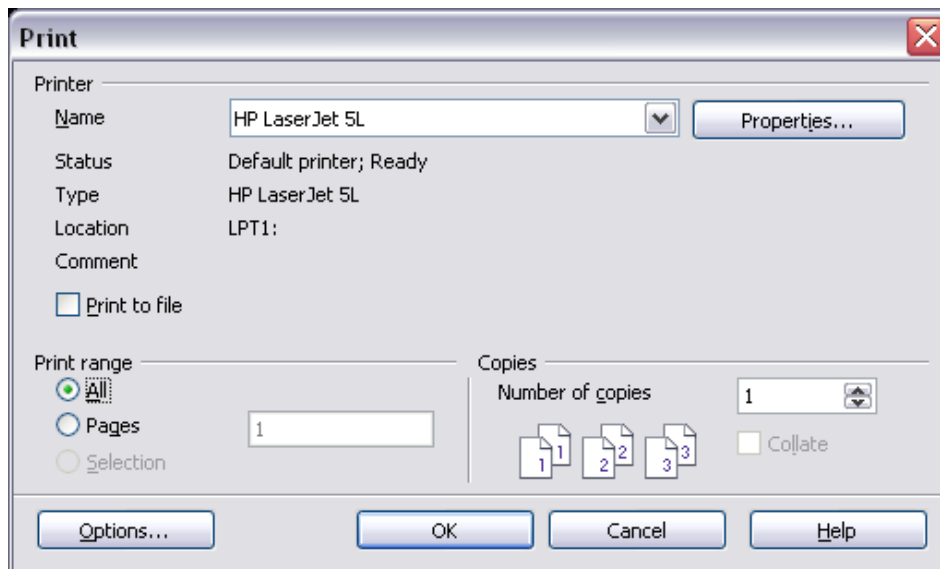 Print
Printer
Name HP LaserJet 5L Properties...
Status Default printer; Ready
Type HP LaserJet 5L
Location LPT1:
Comment
Print to file
Print range
All
Pages 1
Selection
Copies
Number of copies 1
1 1 2 2 3 3
Collate
Options... OK Cancel Help